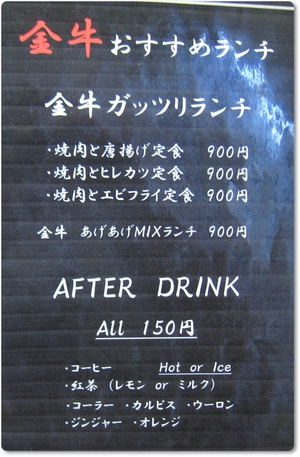 金牛おすすめランチ
金牛ガッツリランチ
・焼肉と唐揚げ定食 900円
・焼肉とヒレカツ定食 900円
・焼肉とエビフライ定食 900円
金牛 あげあげMIXランチ 900円
AFTER DRINK
All 150円
・コーヒー Hot or Ice
・紅茶 (レモン or ミルク)
・コーラー ・カルピス ・ウーロン
・ジンジャー ・オレンジ